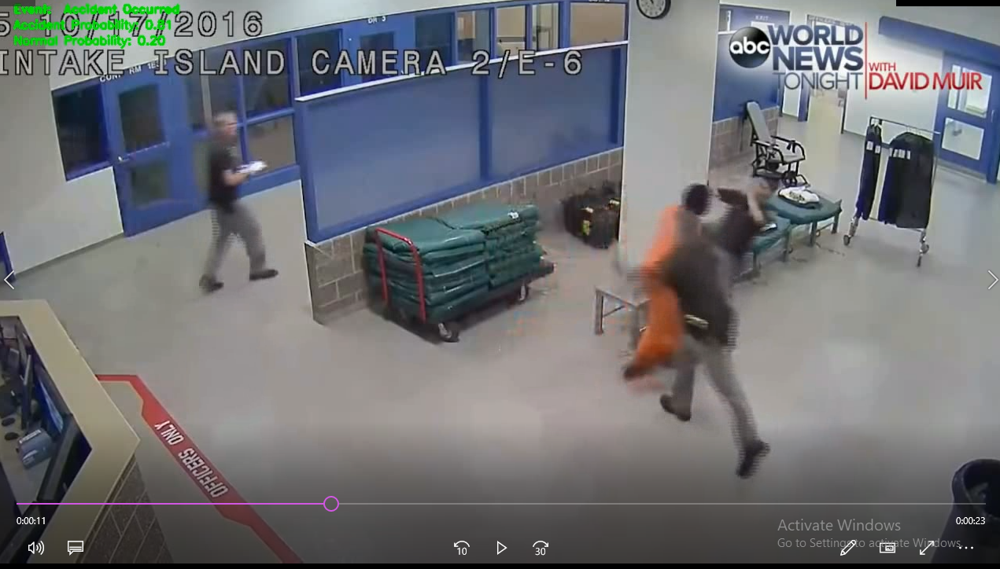 Event: Accident Occurred
Accident Probability: 0.81
Normal Probability: 0.20
5 10/17/2016
INTAKE ISLAND CAMERA 2/E-6
abc WORLD NEWS TONIGHT WITH DAVID MUIR
EXIT
OFFICERS ONLY
0:00:11
0:00:23
10
30
Activate Windows
Go to Settings to activate Windows.